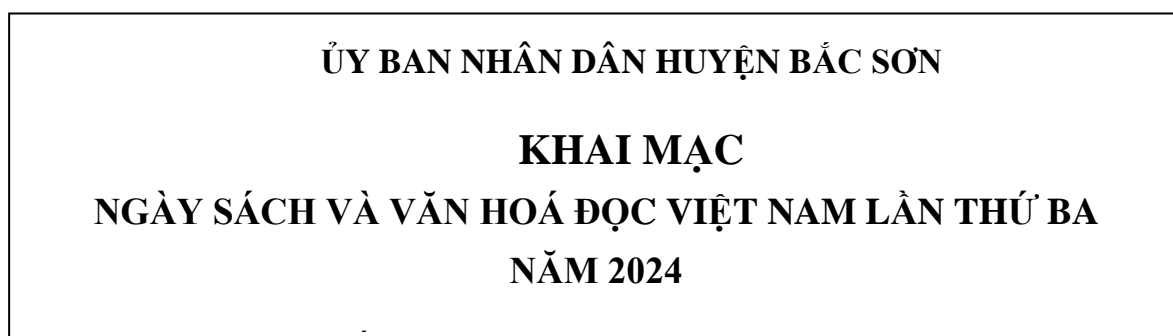 ỦY BAN NHÂN DÂN HUYỆN BẮC SƠN
KHAI MẠC
NGÀY SÁCH VÀ VĂN HOÁ ĐỌC VIỆT NAM LẦN THỨ BA
NĂM 2024